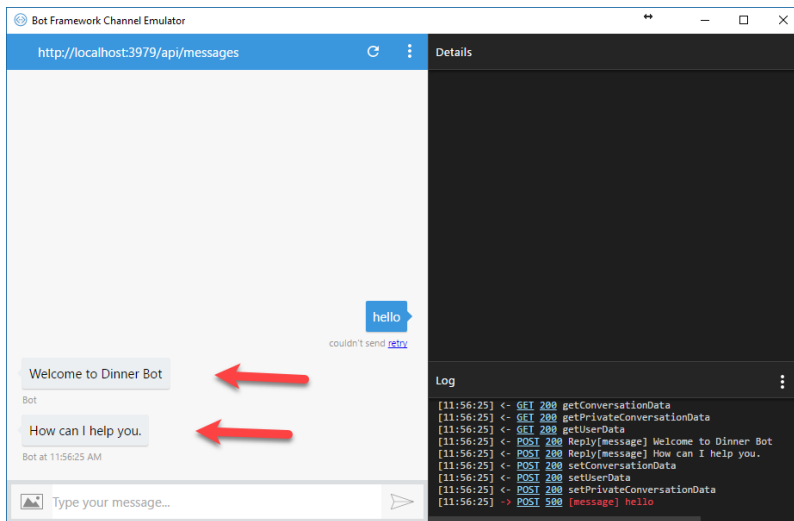 Bot Framework Channel Emulator
http://localhost:3979/api/messages
Details
hello
couldn't send retry
Welcome to Dinner Bot
Bot
How can I help you.
Bot at 11:56:25 AM
Type your message...
Log
[11:56:25] <- GET 200 getConversationData
[11:56:25] <- GET 200 getPrivateConversationData
[11:56:25] <- GET 200 getUserData
[11:56:25] <- POST 200 Reply[message] Welcome to Dinner Bot
[11:56:25] <- POST 200 Reply[message] How can I help you.
[11:56:25] <- POST 200 setConversationData
[11:56:25] <- POST 200 setUserData
[11:56:25] <- POST 200 setPrivateConversationData
[11:56:25] -> POST 500 [message] hello